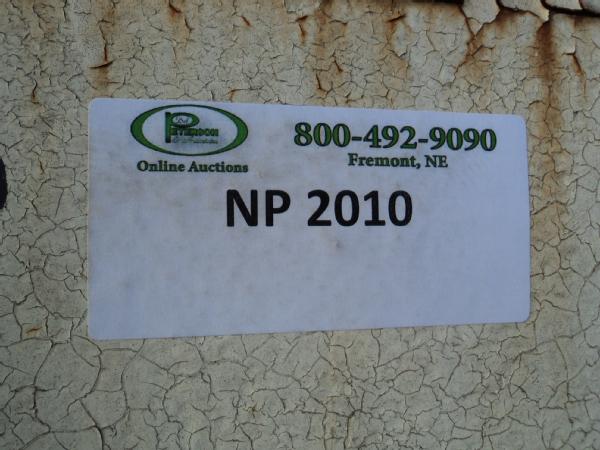 PETERSON
Online Auctions
800-492-9090
Fremont, NE
NP 2010